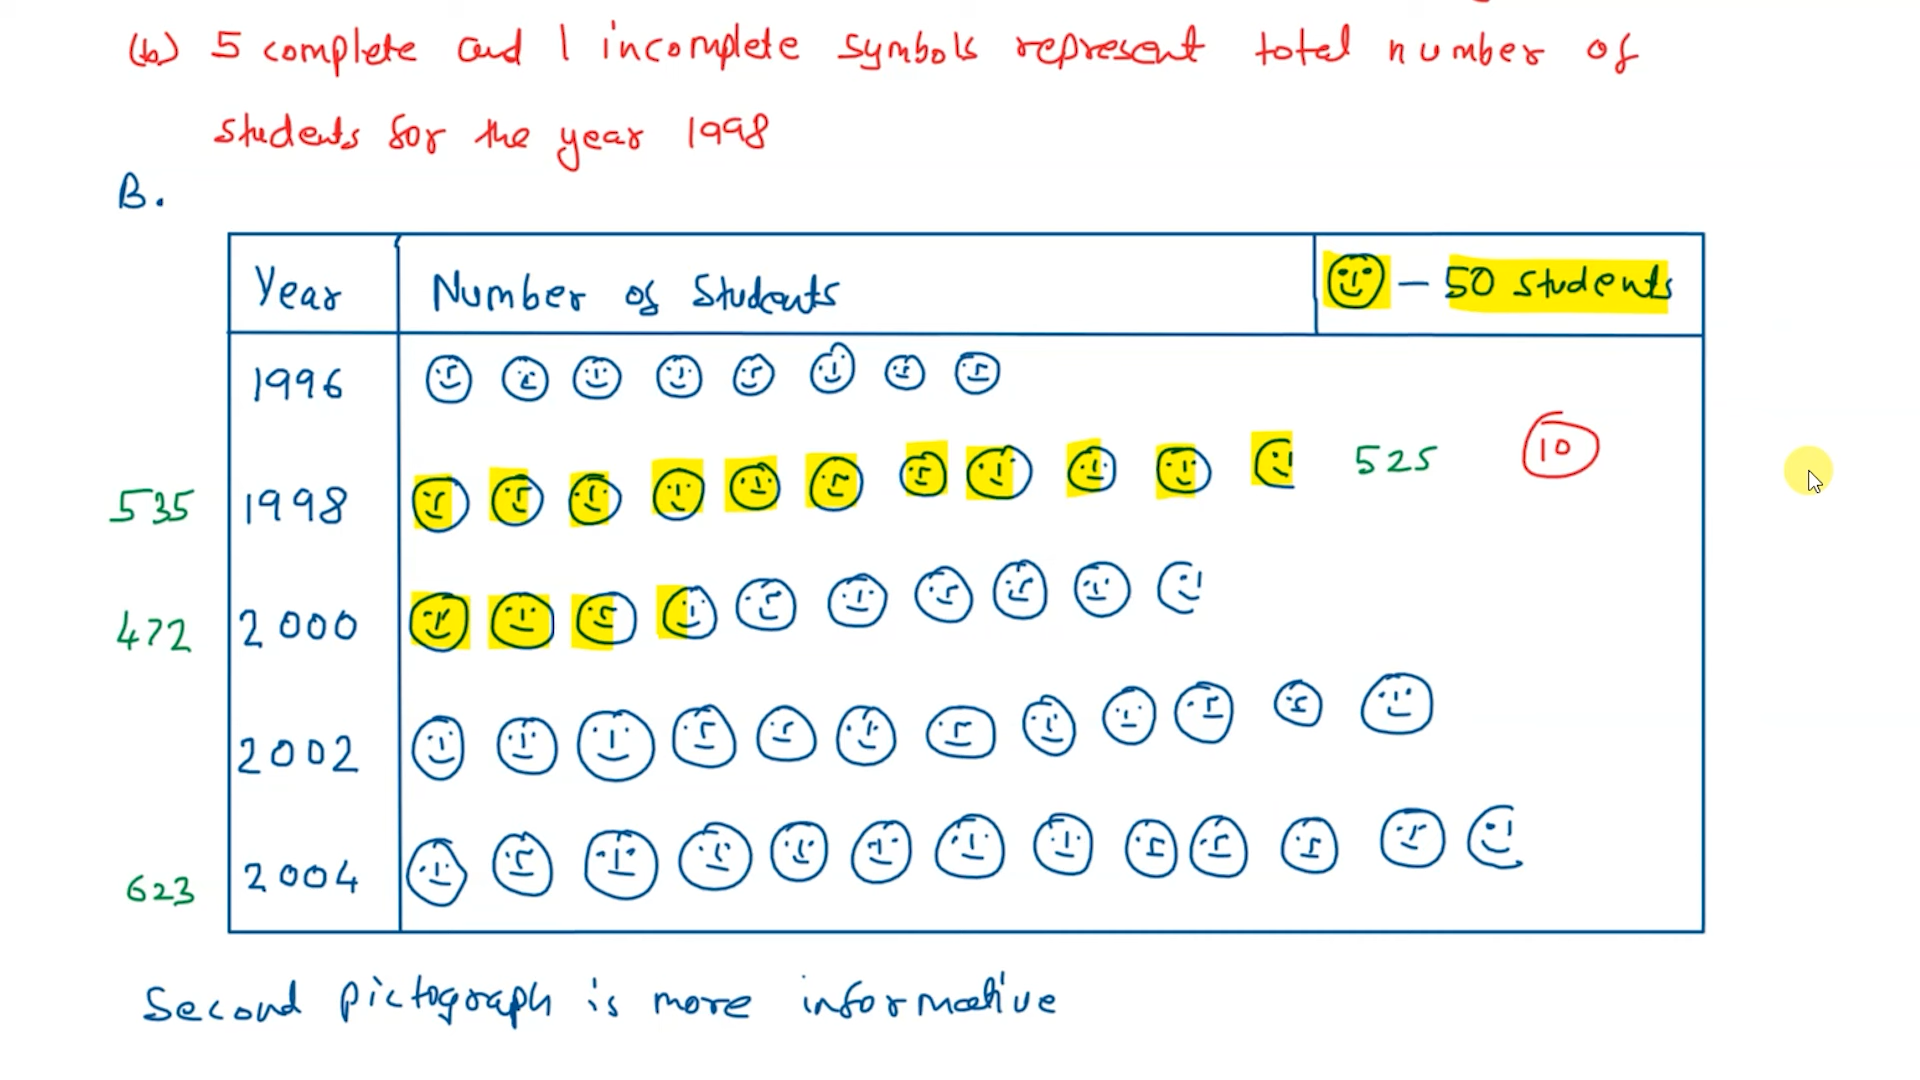 (b) 5 complete and 1 incomplete symbols represent total number of
students for the year 1998
B.
Year Number of Students - 50 students
1996
535 1998 525 10
472 2000
2002
623 2004
Second pictograph is more informative